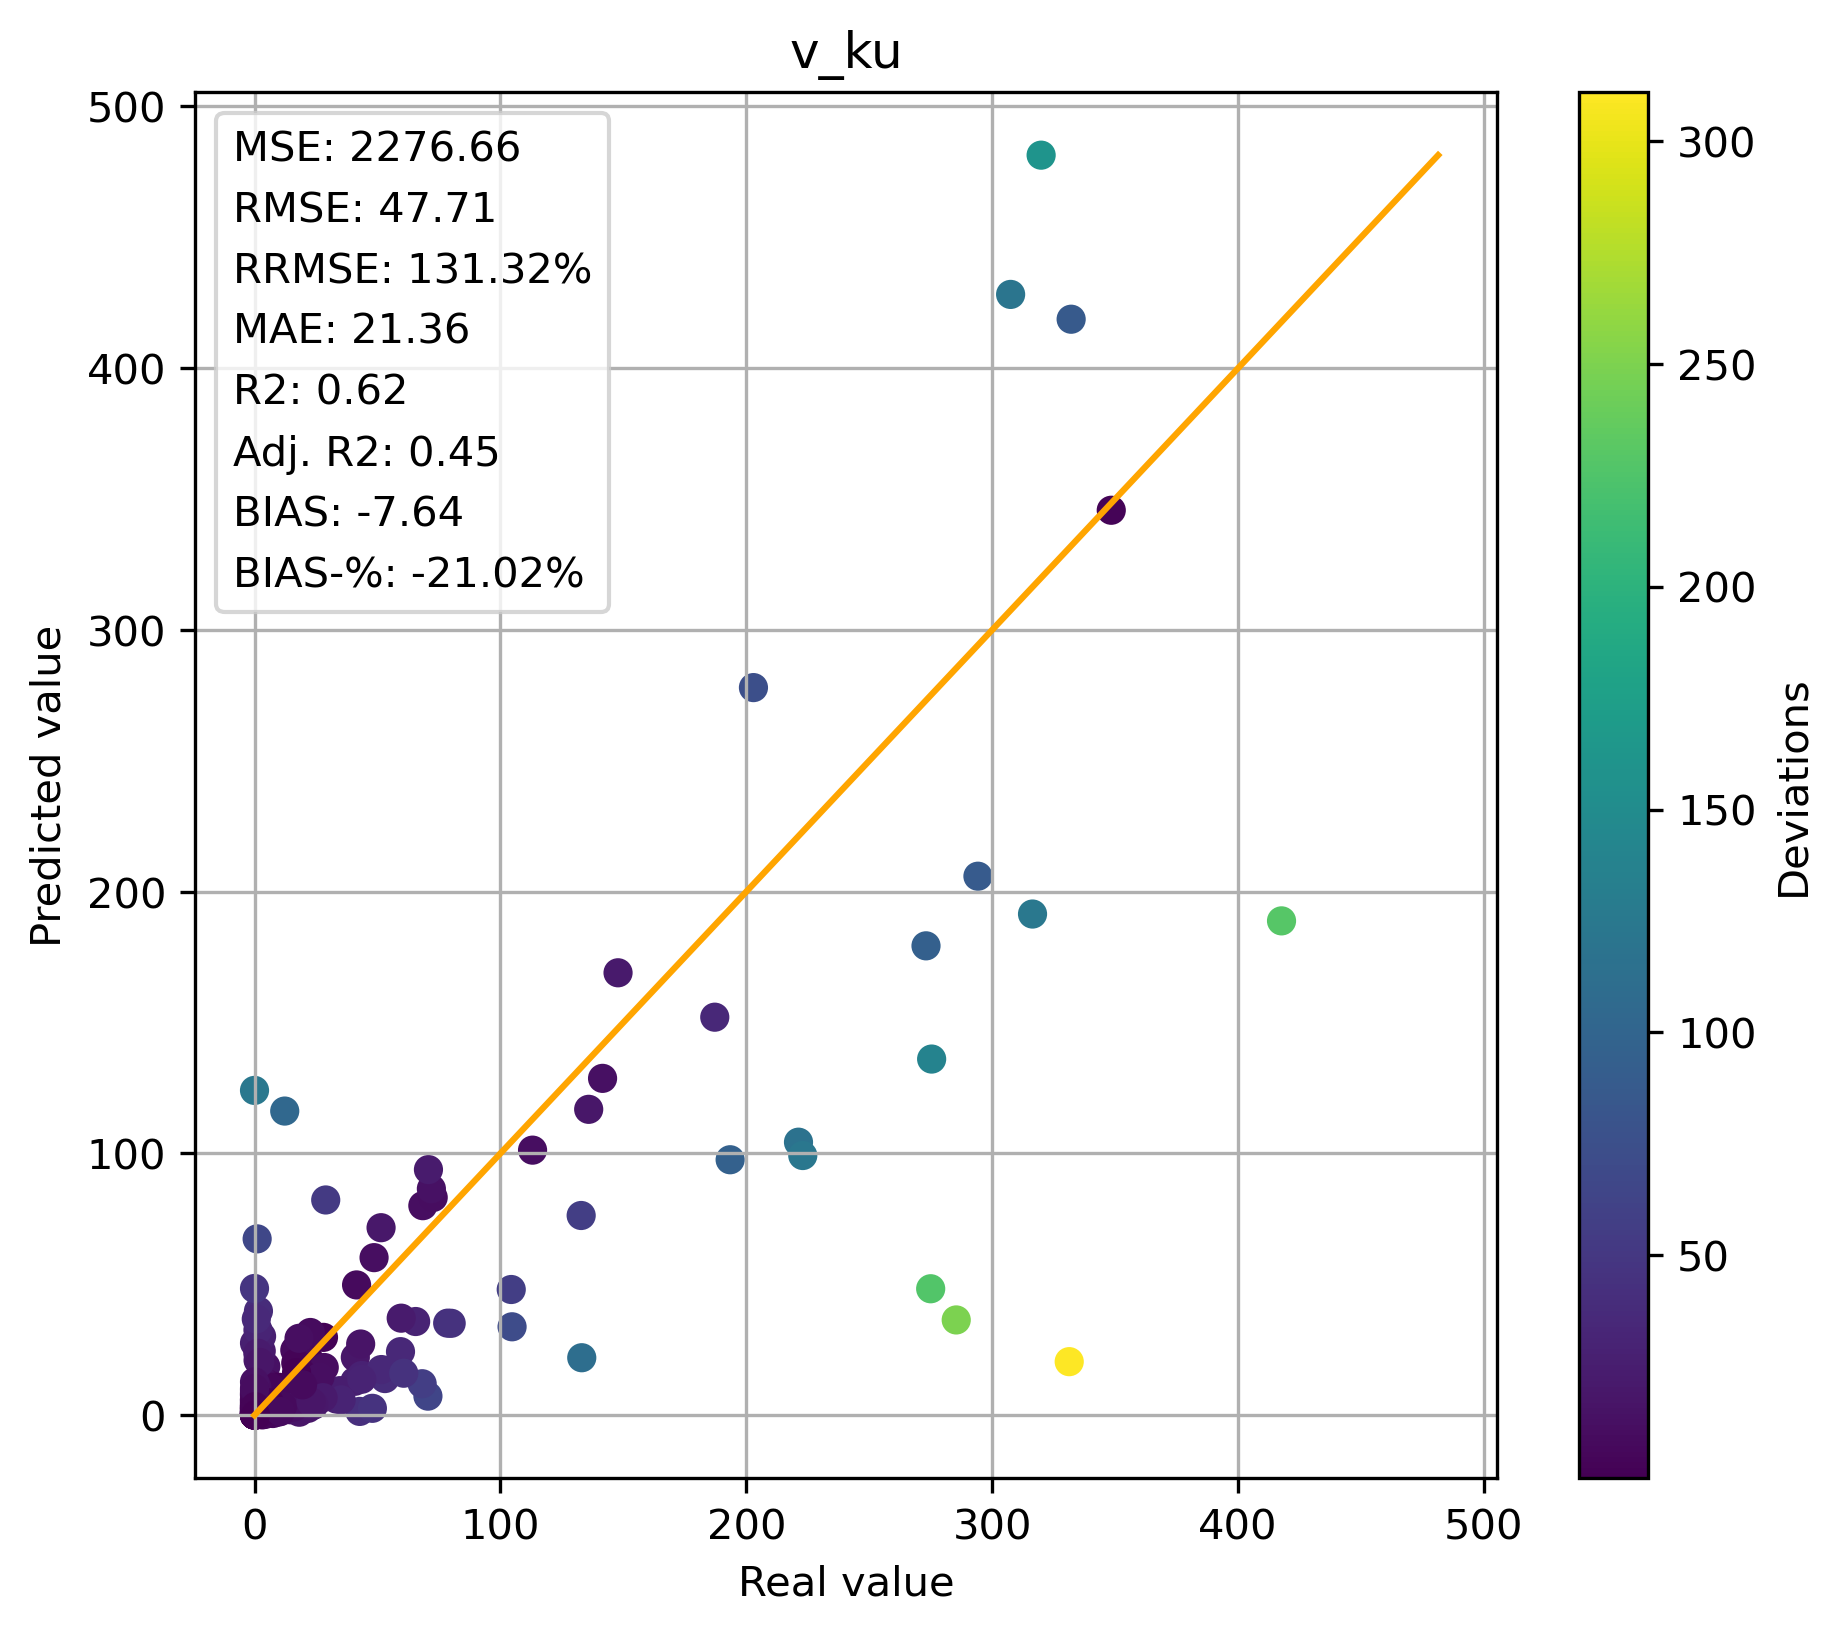 v_ku
MSE: 2276.66
RMSE: 47.71
RRMSE: 131.32%
MAE: 21.36
R2: 0.62
Adj. R2: 0.45
BIAS: -7.64
BIAS-%: -21.02%
Predicted value
500
400
300
200
100
0
0
100
200
300
400
500
Real value
300
250
200
150
100
50
Deviations